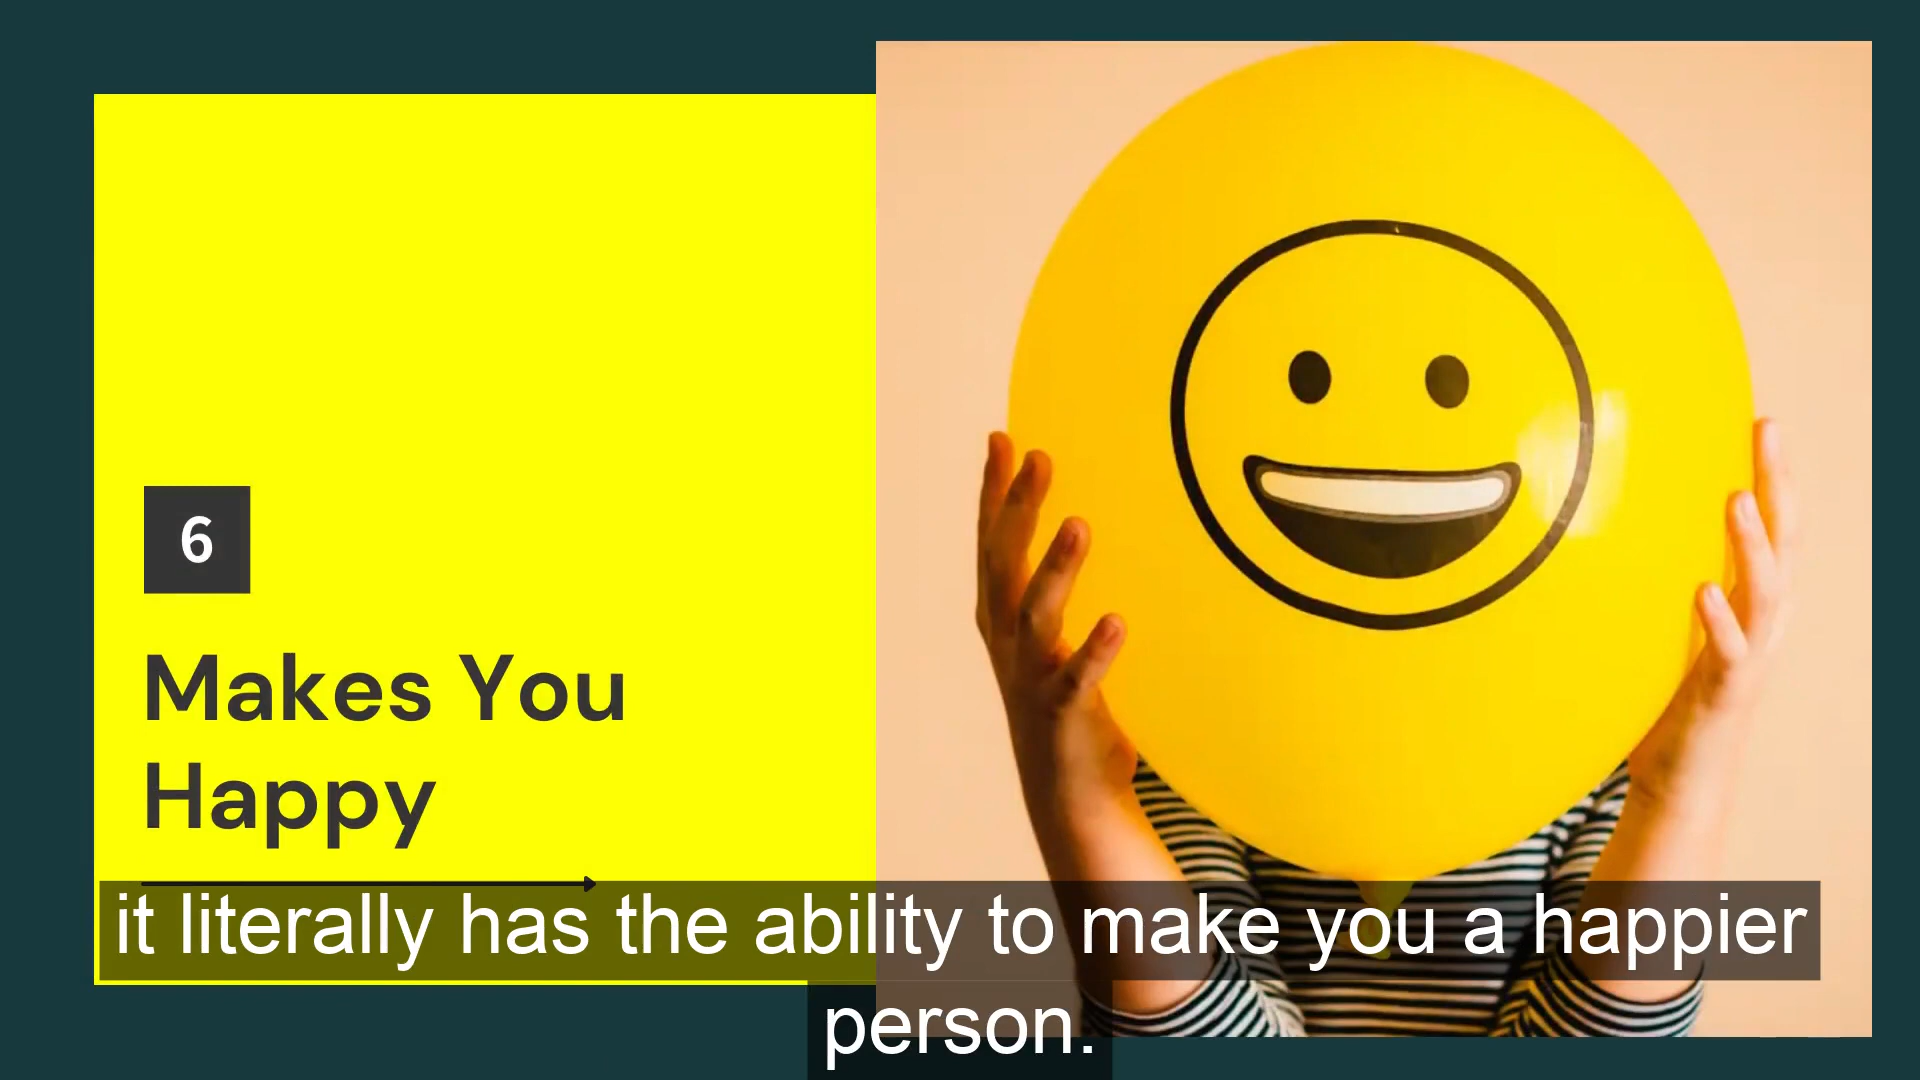 6
Makes You
Happy
it literally has the ability to make you a happier
person.